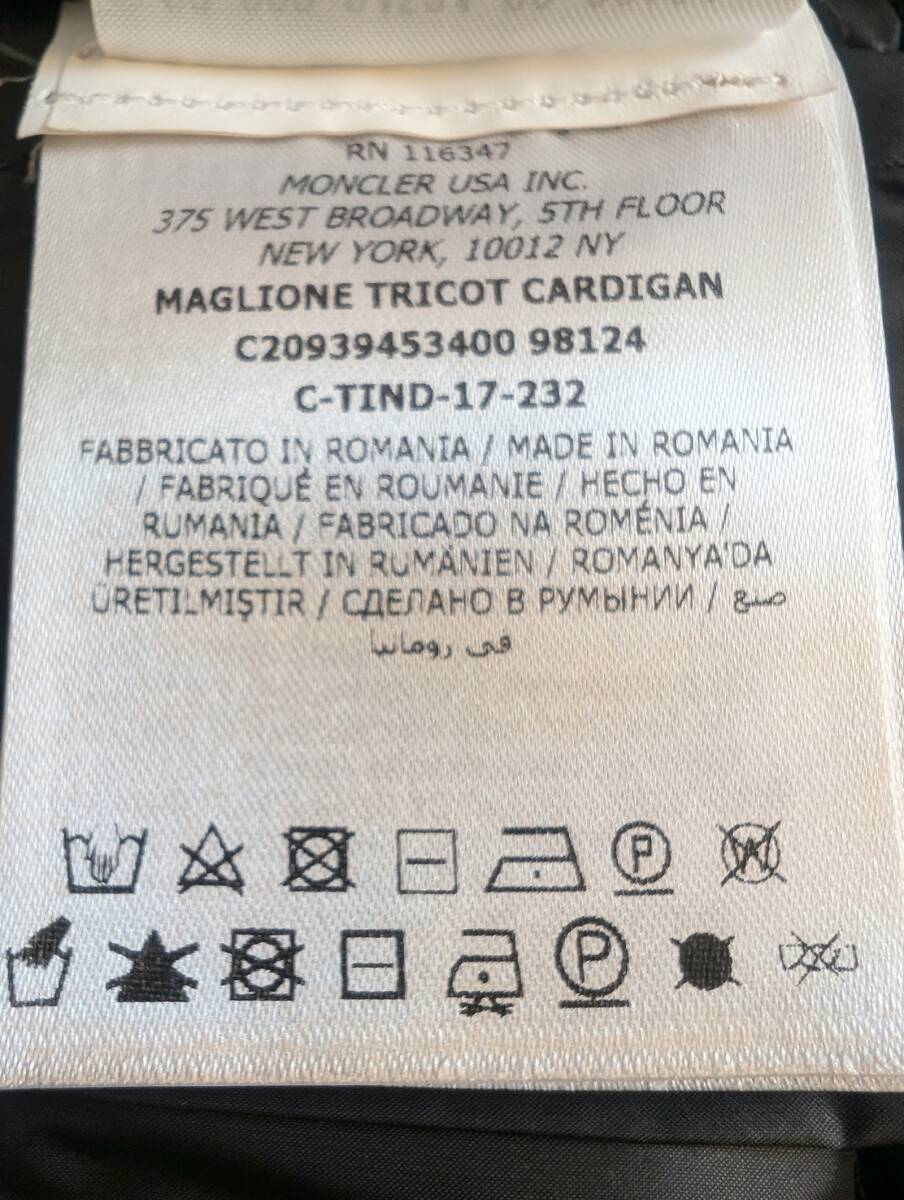 RN 116347
MONCLER USA INC.
375 WEST BROADWAY, 5TH FLOOR
NEW YORK, 10012 NY
MAGLIONE TRICOT CARDIGAN
C20939453400 98124
C-TIND-17-232
FABBRICATO IN ROMANIA / MADE IN ROMANIA
/ FABRIQUÉ EN ROUMANIE / HECHO EN
RUMANIA / FABRICADO NA ROMÉNIA /
HERGESTELLT IN RUMÄNIEN / ROMANYA'DA
ÜRETILMIŞTIR / СДЕЛАНО В РУМЫНИИ / صنع
في رومانيا
P W
P